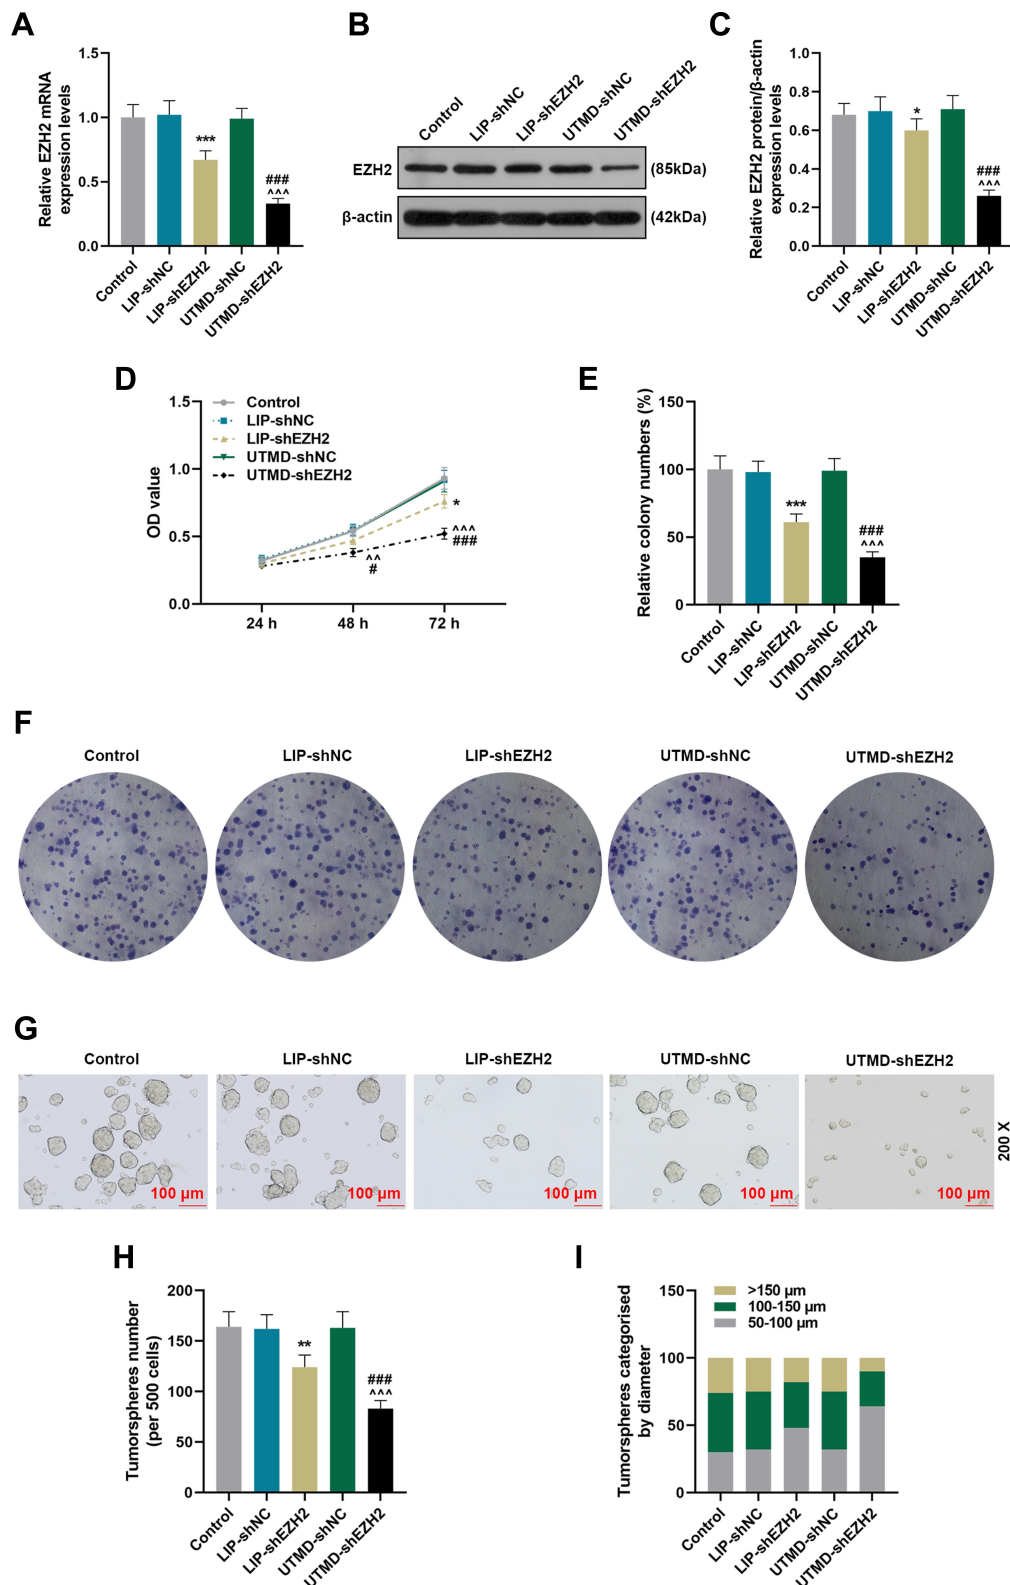 A
Relative EZH2 mRNA
expression levels
1.5
1.0
0.5
0.0
***
###
^^^
Control
LIP-shNC
LIP-shEZH2
UTMD-shNC
UTMD-shEZH2
B
Control
LIP-shNC
LIP-shEZH2
UTMD-shNC
UTMD-shEZH2
EZH2
(85kDa)
β-actin
(42kDa)
C
Relative EZH2 protein/β-actin
expression levels
1.0
0.8
0.6
0.4
0.2
0.0
*
###
^^^
Control
LIP-shNC
LIP-shEZH2
UTMD-shNC
UTMD-shEZH2
D
OD value
1.5
1.0
0.5
0.0
Control
LIP-shNC
LIP-shEZH2
UTMD-shNC
UTMD-shEZH2
*
^^^
###
^^
#
24 h
48 h
72 h
E
Relative colony numbers (%)
150
100
50
0
***
###
^^^
Control
LIP-shNC
LIP-shEZH2
UTMD-shNC
UTMD-shEZH2
F
Control
LIP-shNC
LIP-shEZH2
UTMD-shNC
UTMD-shEZH2
G
Control
LIP-shNC
LIP-shEZH2
UTMD-shNC
UTMD-shEZH2
100 μm
100 μm
100 μm
100 μm
100 μm
200 X
H
Tumorspheres number
(per 500 cells)
200
150
100
50
0
**
###
^^^
Control
LIP-shNC
LIP-shEZH2
UTMD-shNC
UTMD-shEZH2
I
Tumorspheres categorised
by diameter
150
100
50
0
>150 μm
100-150 μm
50-100 μm
Control
LIP-shNC
LIP-shEZH2
UTMD-shNC
UTMD-shEZH2